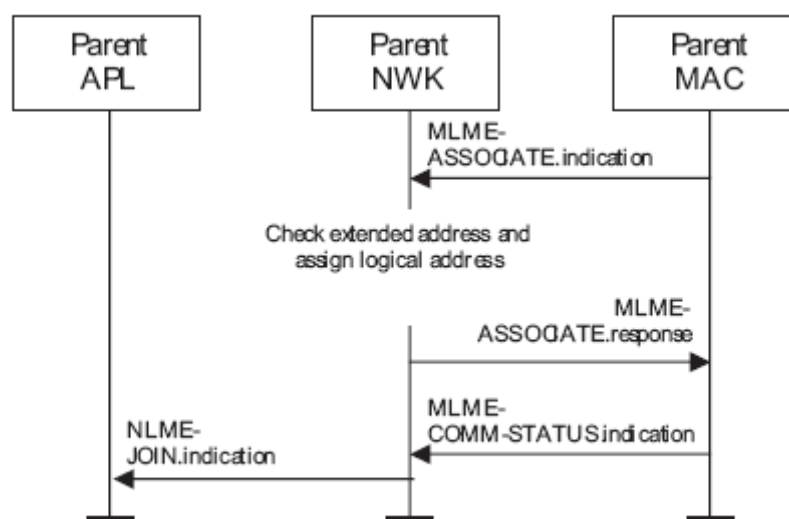 Parent
APL
Parent
NWK
Parent
MAC
MLME-
ASSOCIATE.indication
Check extended address and
assign logical address
MLME-
ASSOCIATE.response
MLME-
COMM-STATUS.indication
NLME-
JOIN.indication